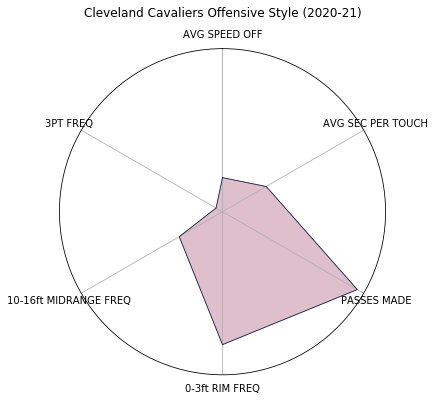 Cleveland Cavaliers Offensive Style (2020-21)
AVG SPEED OFF
3PT FREQ
AVG SEC PER TOUCH
10-16ft MIDRANGE FREQ
PASSES MADE
0-3ft RIM FREQ